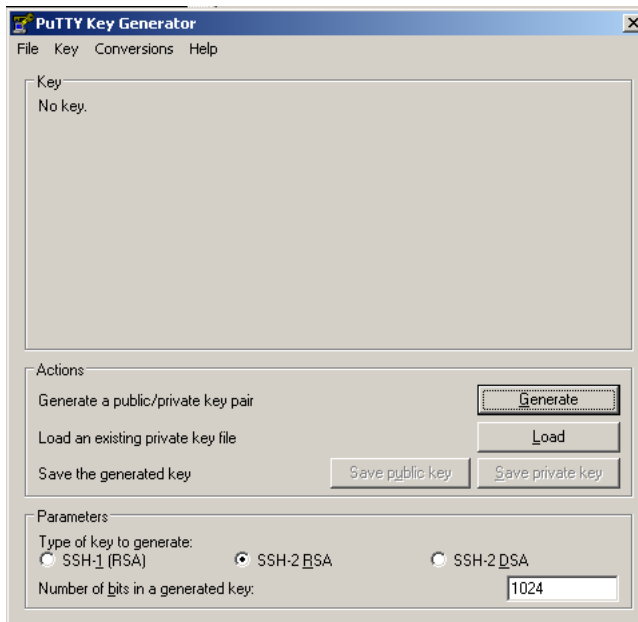 PuTTY Key Generator
File Key Conversions Help
Key
No key.
Actions
Generate a public/private key pair Generate
Load an existing private key file Load
Save the generated key Save public key Save private key
Parameters
Type of key to generate:
SSH-1 (RSA) SSH-2 RSA SSH-2 DSA
Number of bits in a generated key: 1024